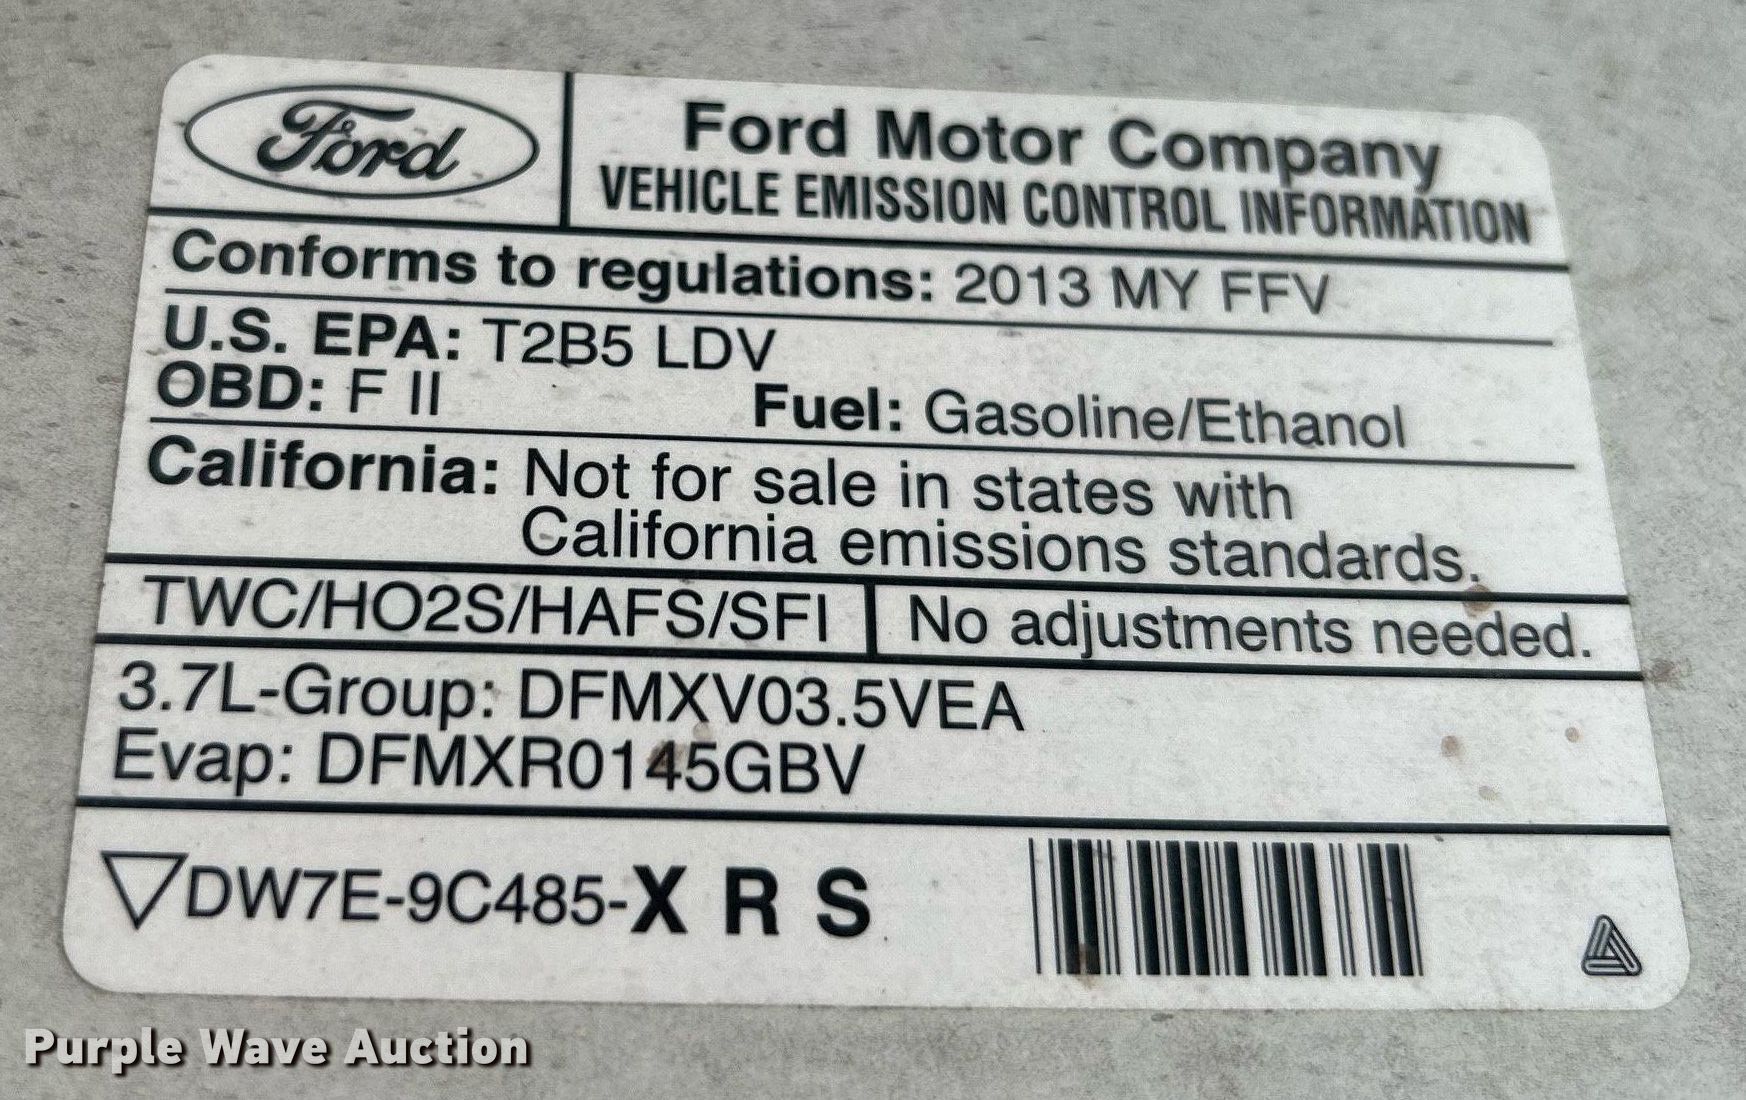 Ford
Ford Motor Company
VEHICLE EMISSION CONTROL INFORMATION
Conforms to regulations: 2013 MY FFV
U.S. EPA: T2B5 LDV
OBD: F II Fuel: Gasoline/Ethanol
California: Not for sale in states with
California emissions standards.
TWC/HO2S/HAFS/SFI No adjustments needed.
3.7L-Group: DFMXV03.5VEA
Evap: DFMXR0145GBV
DW7E-9C485-X R S
Purple Wave Auction